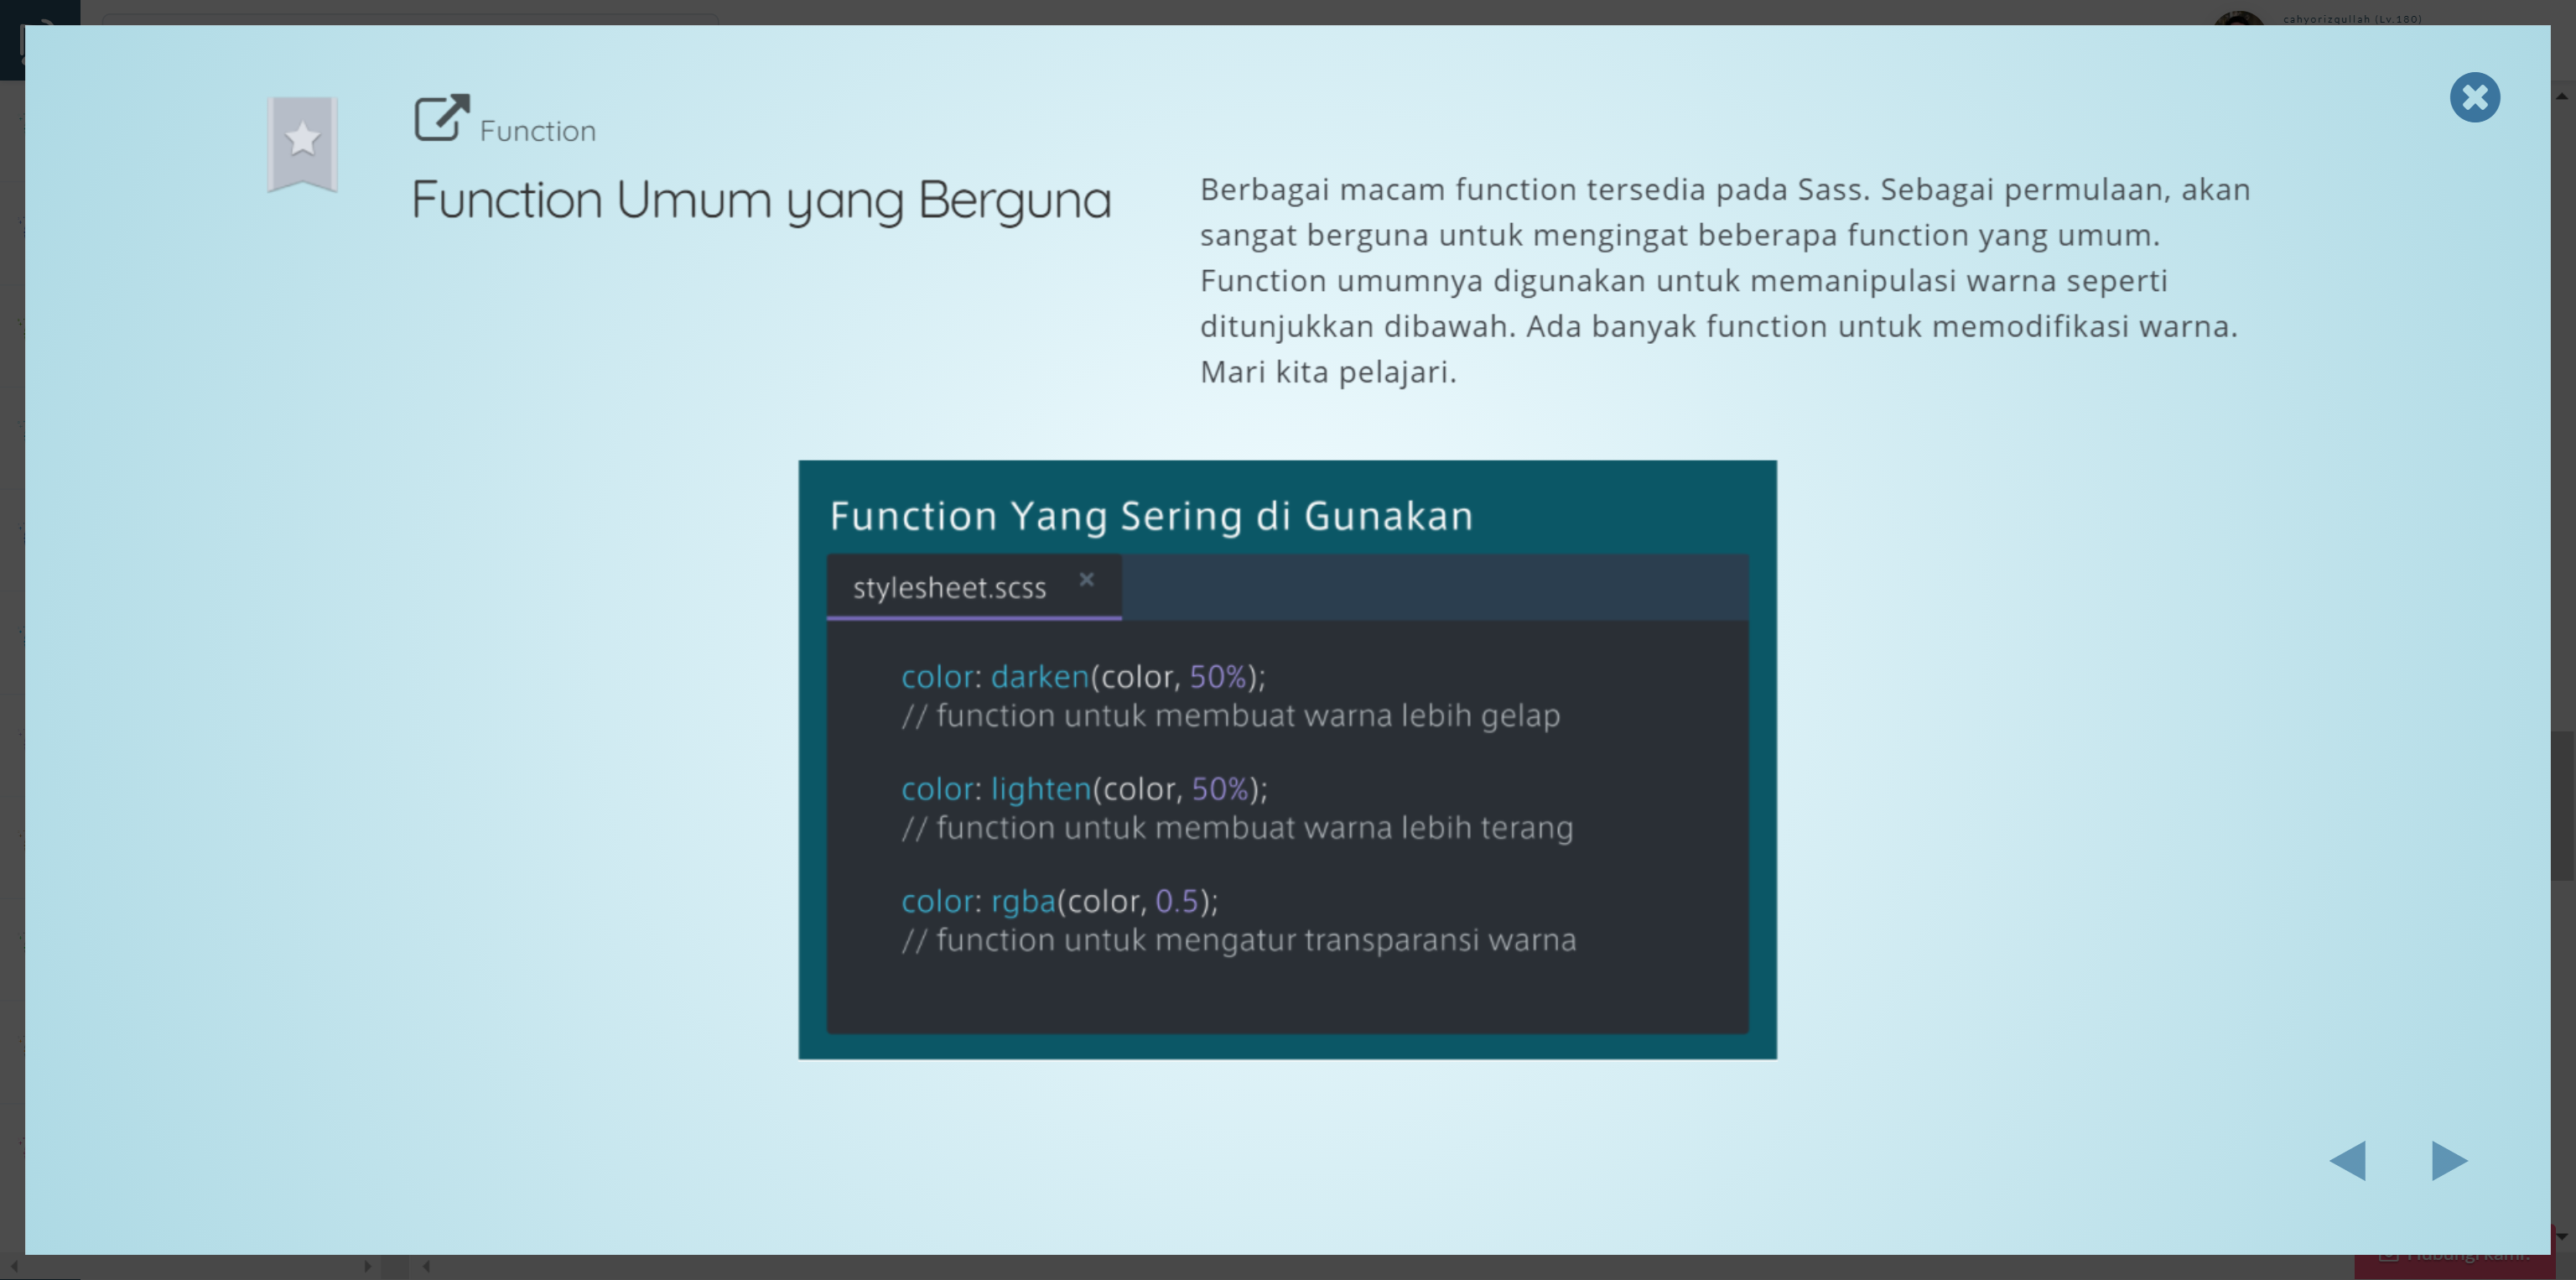 cahyorizqullah (Lv.180)
Function
Function Umum yang Berguna
Berbagai macam function tersedia pada Sass. Sebagai permulaan, akan
sangat berguna untuk mengingat beberapa function yang umum.
Function umumnya digunakan untuk memanipulasi warna seperti
ditunjukkan dibawah. Ada banyak function untuk memodifikasi warna.
Mari kita pelajari.
Function Yang Sering di Gunakan
stylesheet.scss
color: darken(color, 50%);
// function untuk membuat warna lebih gelap
color: lighten(color, 50%);
// function untuk membuat warna lebih terang
color: rgba(color, 0.5);
// function untuk mengatur transparansi warna